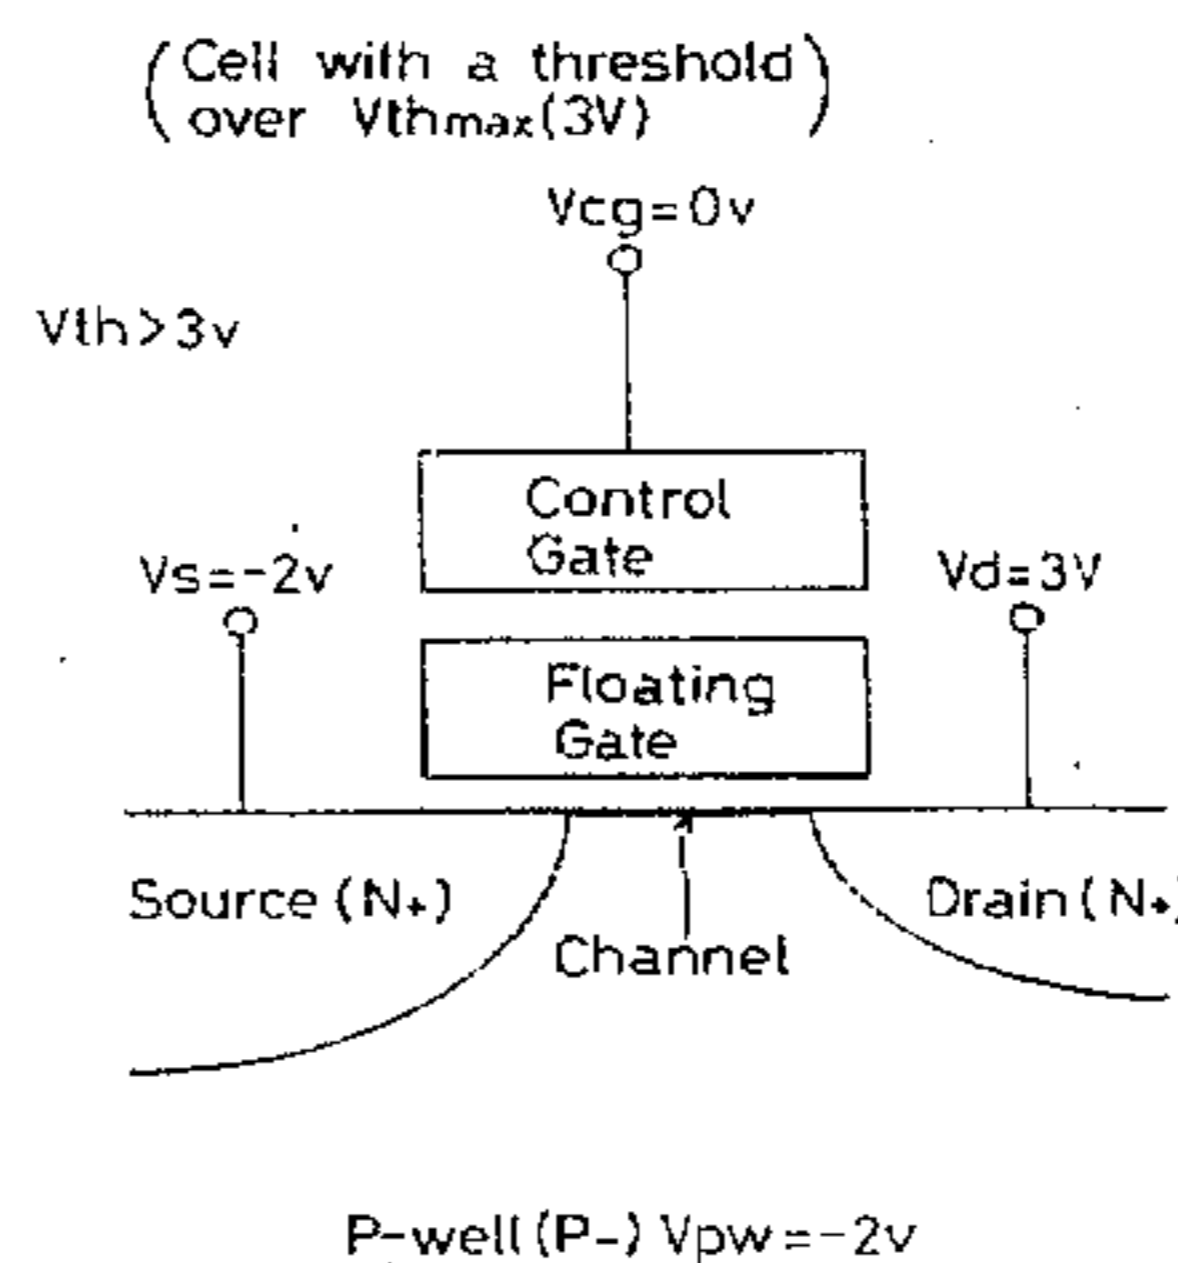 (Cell with a threshold
over Vthmax(3V))
Vcg=0v
Vth>3v
Control
Gate
Vs=-2v
Vd=3V
Floating
Gate
Source(N+)
Drain(N+)
Channel
P-well(P-) Vpw=-2v